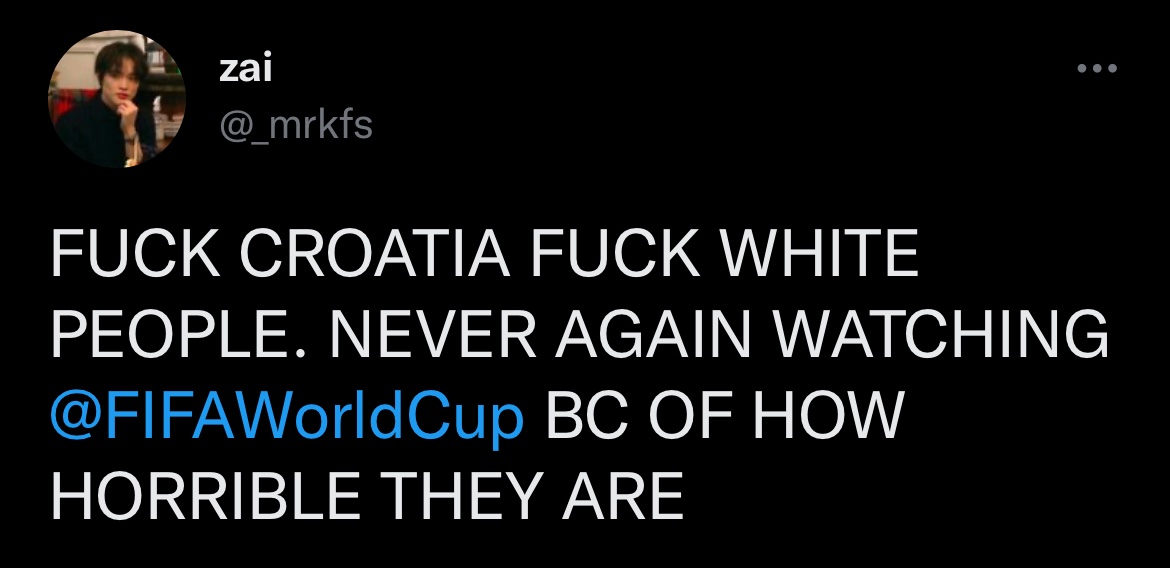 zai
@_mrkfs
FUCK CROATIA FUCK WHITE
PEOPLE. NEVER AGAIN WATCHING
@FIFAWorldCup BC OF HOW
HORRIBLE THEY ARE